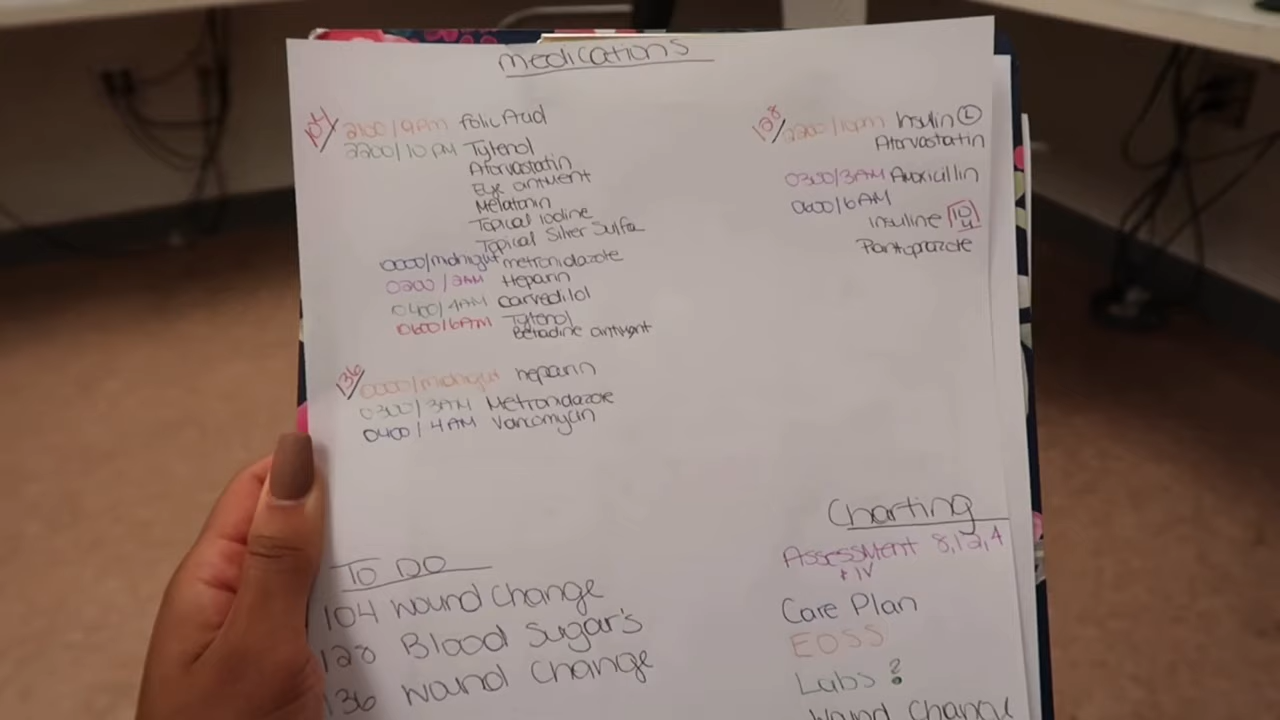 Medications
104/ 2100/9AM Folic Acid
2200/10PM Tylenol
Atorvastatin
Eye ointment
Melatonin
Topical Iodine
Topical Silver Sulfa
0000/midnight metronidazole
0200/2AM Heparin
0400/4AM carvedilol
0600/6AM Tylenol
Betadine ointment
136/ 0000/midnight heparin
0300/3AM Metronidazole
0400/4AM Vancomycin
128/ 2200/10pm Insulin L
Atorvastatin
0300/3AM Amoxicillin
0600/6AM
insuline 10 u
Pantoprazole
TO DO
104 wound change
128 Blood Sugar's
136 wound change
Charting
Assessment 8,12,4
+ IV
Care Plan
EOSS
Labs ?
Wound Change